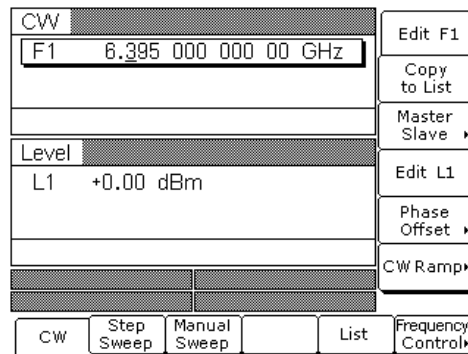 CW
F1 6.395 000 000 00 GHz
Level
L1 +0.00 dBm
Edit F1
Copy
to List
Master
Slave
Edit L1
Phase
Offset
CW Ramp
CW
Step
Sweep
Manual
Sweep
List
Frequency
Control